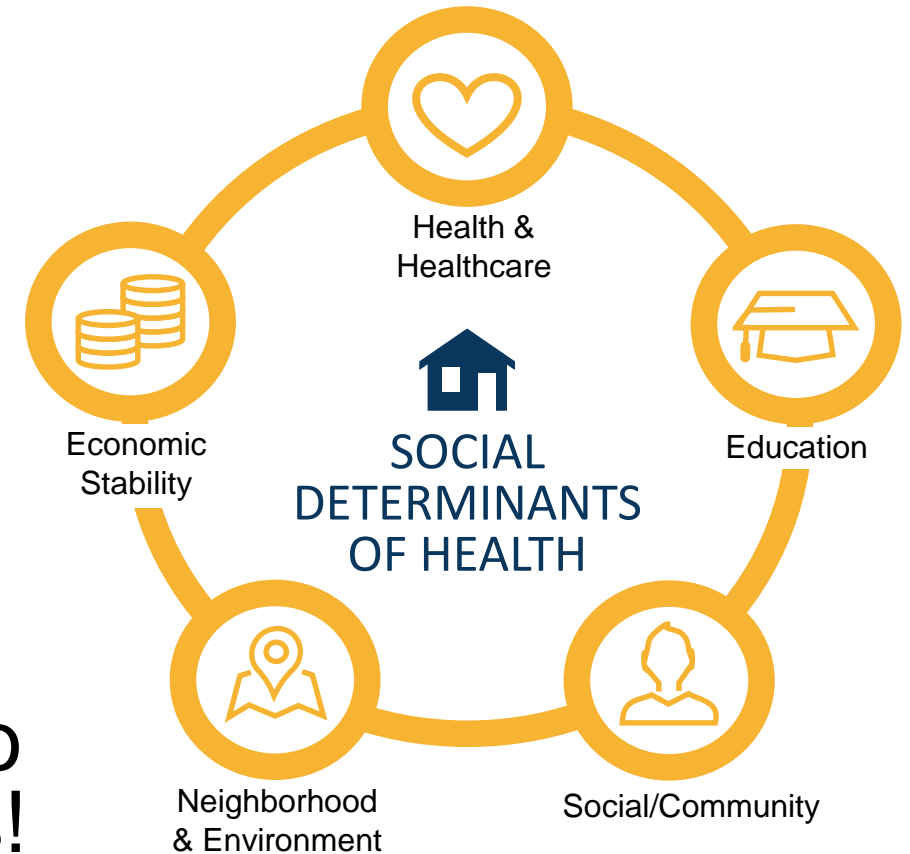 Health &
Healthcare
Economic
Stability
SOCIAL
DETERMINANTS
OF HEALTH
Education
Neighborhood
& Environment
Social/Community